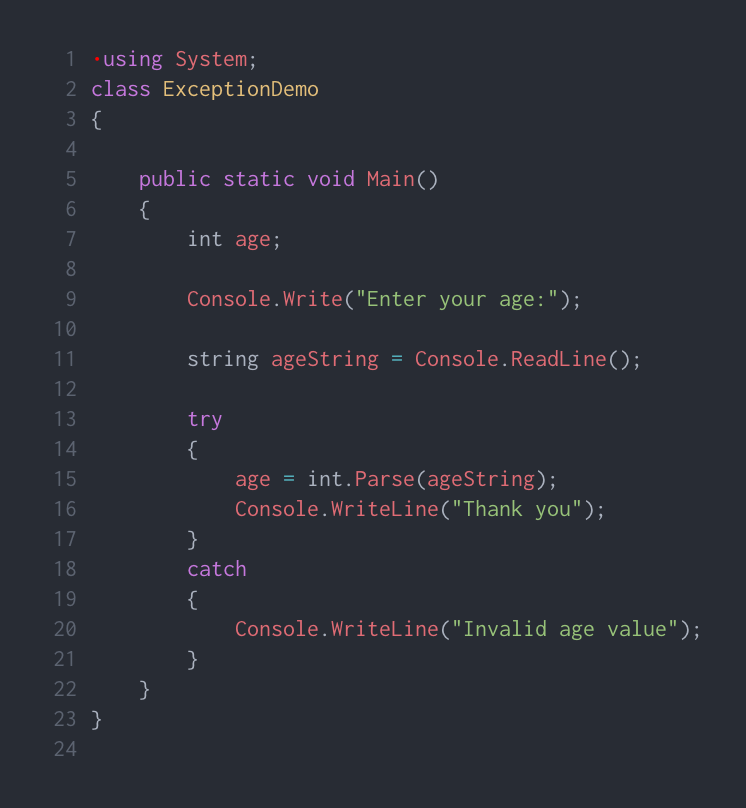 1 ·using System;
2 class ExceptionDemo
3 {
4
5     public static void Main()
6     {
7         int age;
8
9         Console.Write("Enter your age:");
10
11         string ageString = Console.ReadLine();
12
13         try
14         {
15             age = int.Parse(ageString);
16             Console.WriteLine("Thank you");
17         }
18         catch
19         {
20             Console.WriteLine("Invalid age value");
21         }
22     }
23 }
24